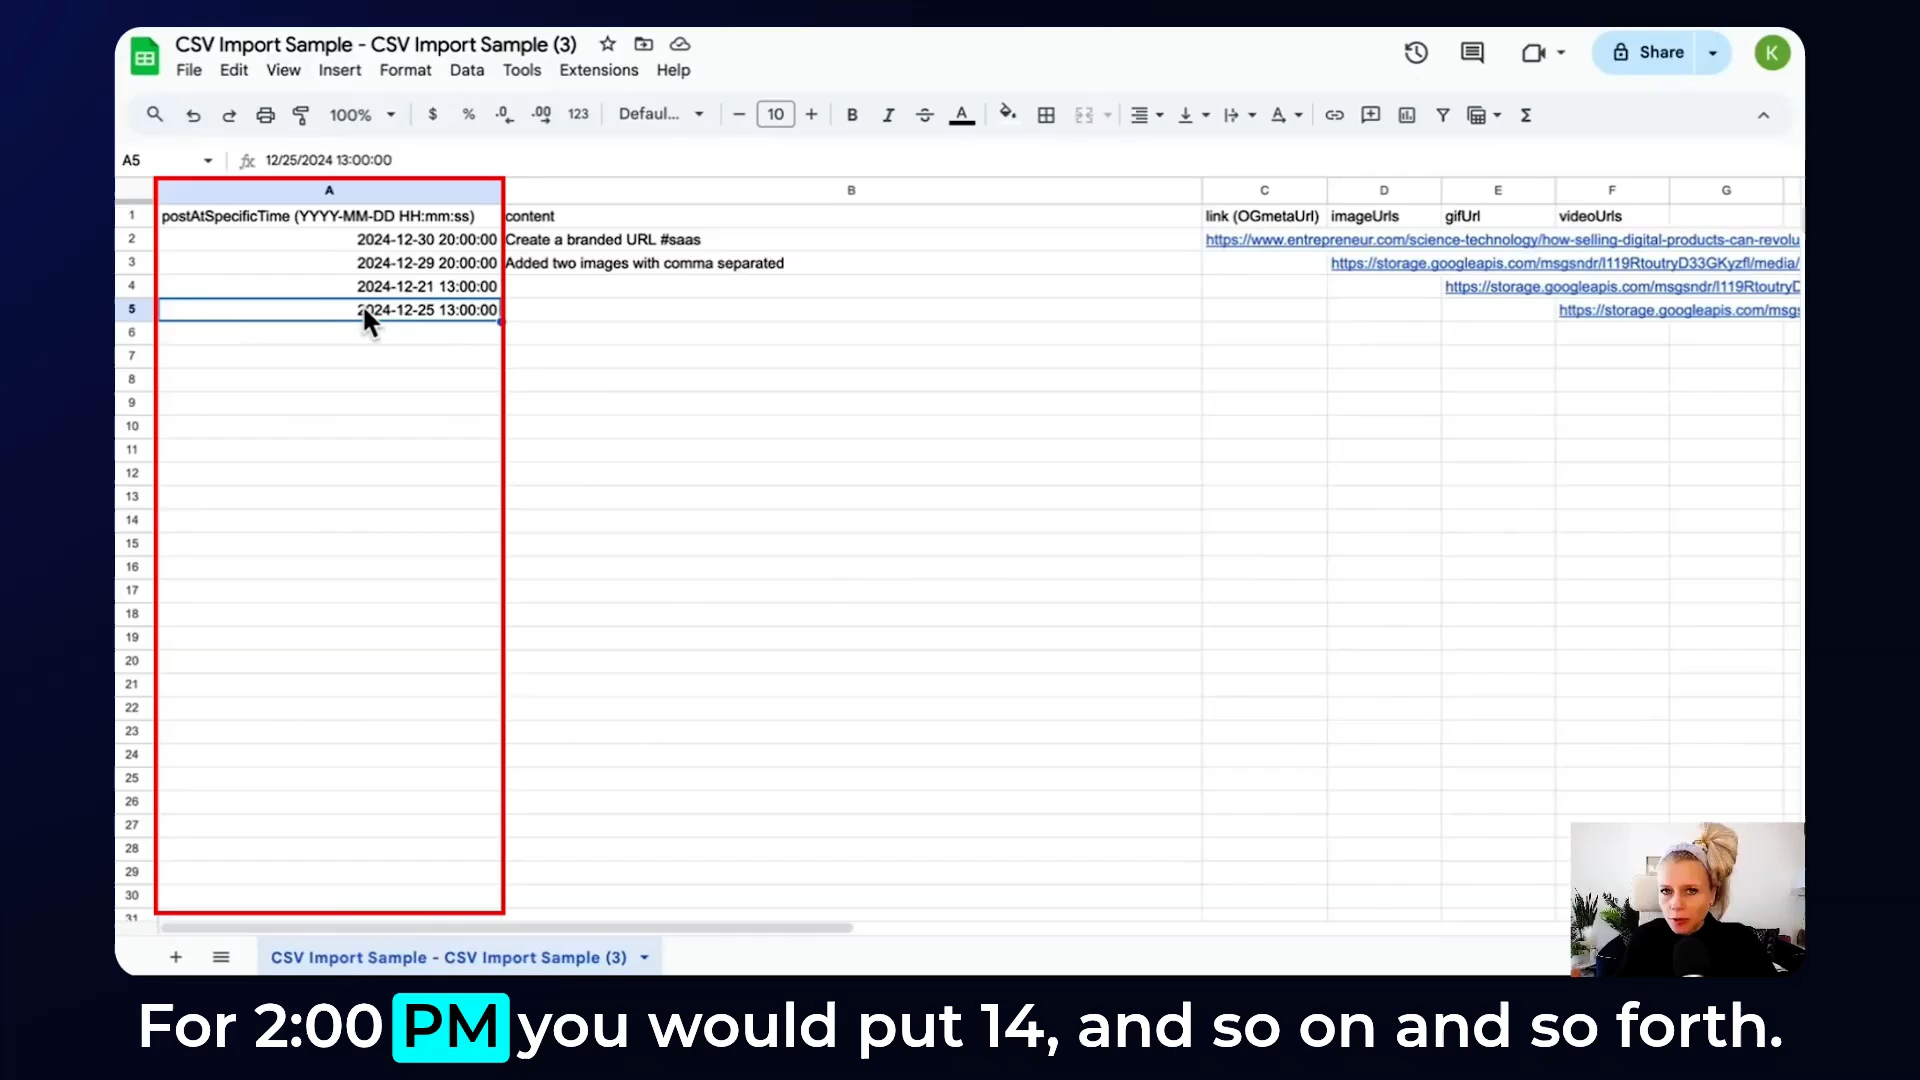 CSV Import Sample - CSV Import Sample (3)
File Edit View Insert Format Data Tools Extensions Help
Share
K
100% $ % .0 .00 123 Defaul... 10 B I A
A5 fx 12/25/2024 13:00:00
A B C D E F G
1 postAtSpecificTime (YYYY-MM-DD HH:mm:ss) content link (OGmetaUrl) imageUrls gifUrl videoUrls
2 2024-12-30 20:00:00 Create a branded URL #saas https://www.entrepreneur.com/science-technology/how-selling-digital-products-can-revolu
3 2024-12-29 20:00:00 Added two images with comma separated https://storage.googleapis.com/msgsndr/l119RtoutryD33GKyzfl/media/
4 2024-12-21 13:00:00 https://storage.googleapis.com/msgsndr/l119RtoutryD
5 2024-12-25 13:00:00 https://storage.googleapis.com/msgs
6
7
8
9
10
11
12
13
14
15
16
17
18
19
20
21
22
23
24
25
26
27
28
29
30
31
CSV Import Sample - CSV Import Sample (3)
For 2:00 PM you would put 14, and so on and so forth.